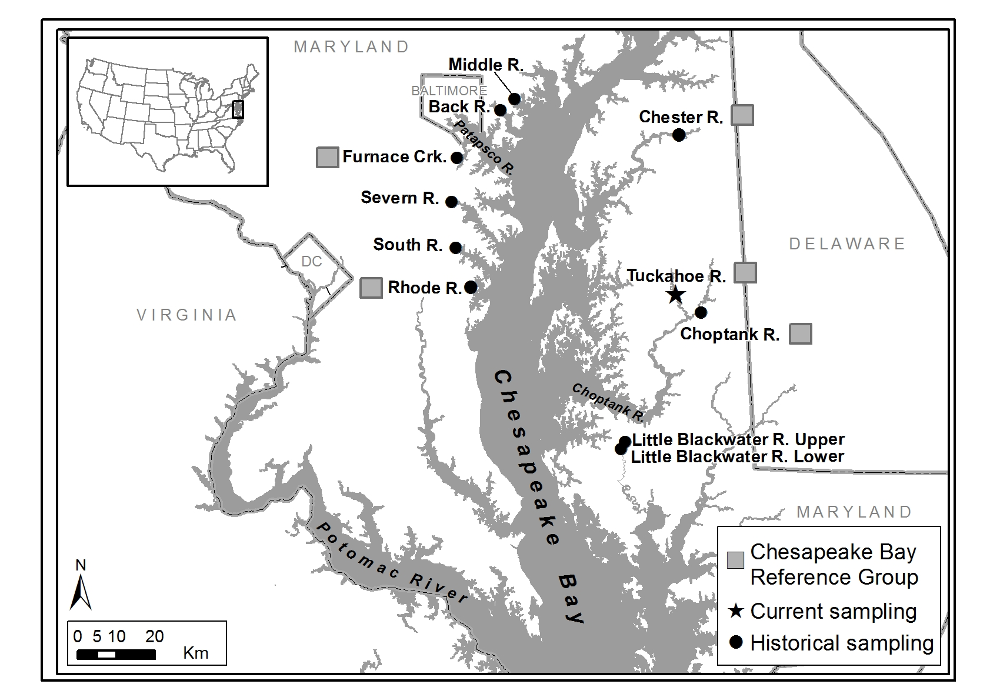 MARYLAND
Middle R.
BALTIMORE
Back R.
Patapsco R.
Chester R.
Furnace Crk.
Severn R.
South R.
DELAWARE
DC
Tuckahoe R.
Rhode R.
VIRGINIA
Choptank R.
Chesapeake Bay
Choptank R.
Little Blackwater R. Upper
Little Blackwater R. Lower
MARYLAND
Potomac River
N
0 5 10 20
Km
Chesapeake Bay
Reference Group
Current sampling
Historical sampling